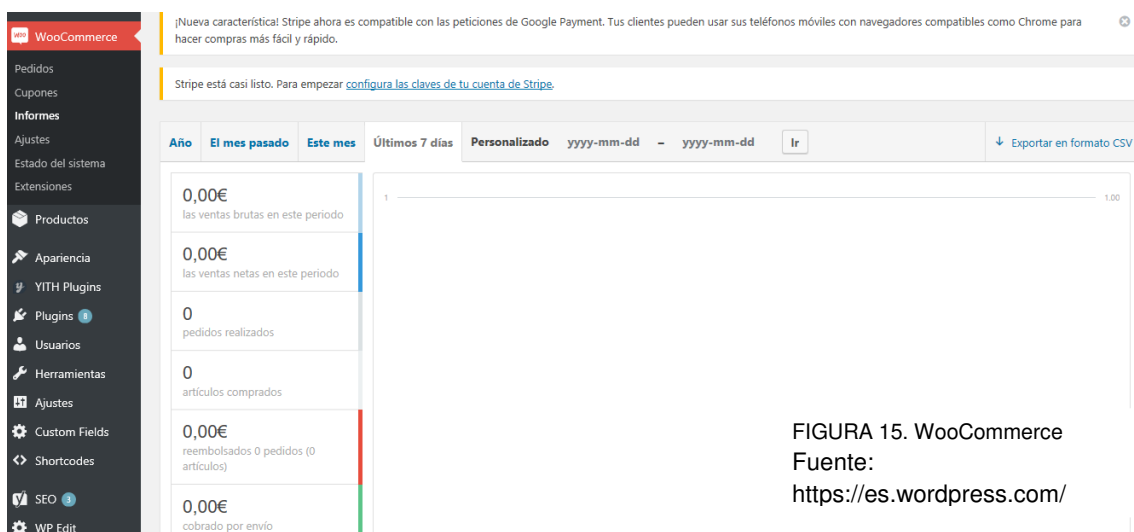 WooCommerce
Pedidos
Cupones
Informes
Ajustes
Estado del sistema
Extensiones
Productos
Apariencia
YITH Plugins
Plugins 8
Usuarios
Herramientas
Ajustes
Custom Fields
Shortcodes
SEO 3
WP Edit
¡Nueva característica! Stripe ahora es compatible con las peticiones de Google Payment. Tus clientes pueden usar sus teléfonos móviles con navegadores compatibles como Chrome para
hacer compras más fácil y rápido.
Stripe está casi listo. Para empezar configura las claves de tu cuenta de Stripe.
Año El mes pasado Este mes Últimos 7 días Personalizado yyyy-mm-dd – yyyy-mm-dd Ir Exportar en formato CSV
0,00€
las ventas brutas en este periodo
0,00€
las ventas netas en este periodo
0
pedidos realizados
0
artículos comprados
0,00€
reembolsados 0 pedidos (0
artículos)
0,00€
cobrado por envío
1 1.00
FIGURA 15. WooCommerce
Fuente:
https://es.wordpress.com/